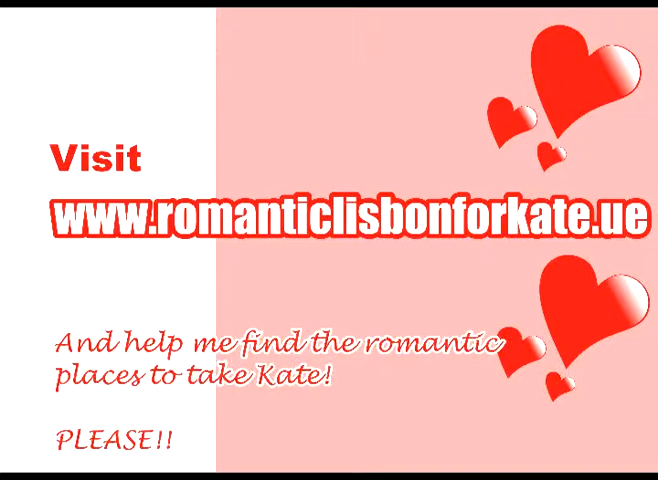 Visit
www.romanticlisbonforkate.ue
And help me find the romantic
places to take Kate!
PLEASE!!